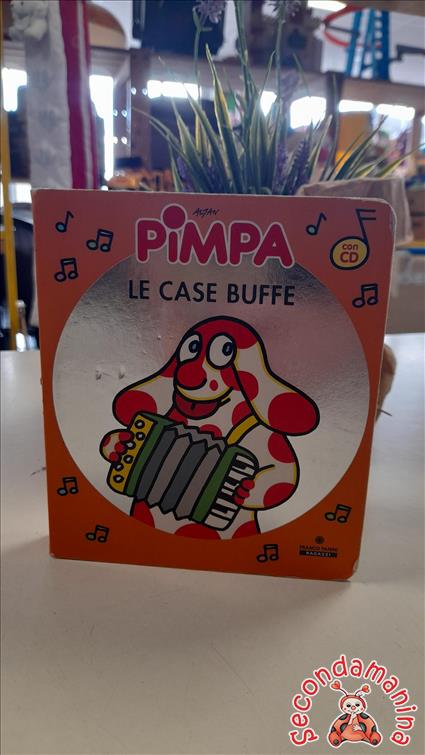 ALTAN
PiMPA
con
CD
LE CASE BUFFE
FRANCO PANINI
RAGAZZI
Secondamanina